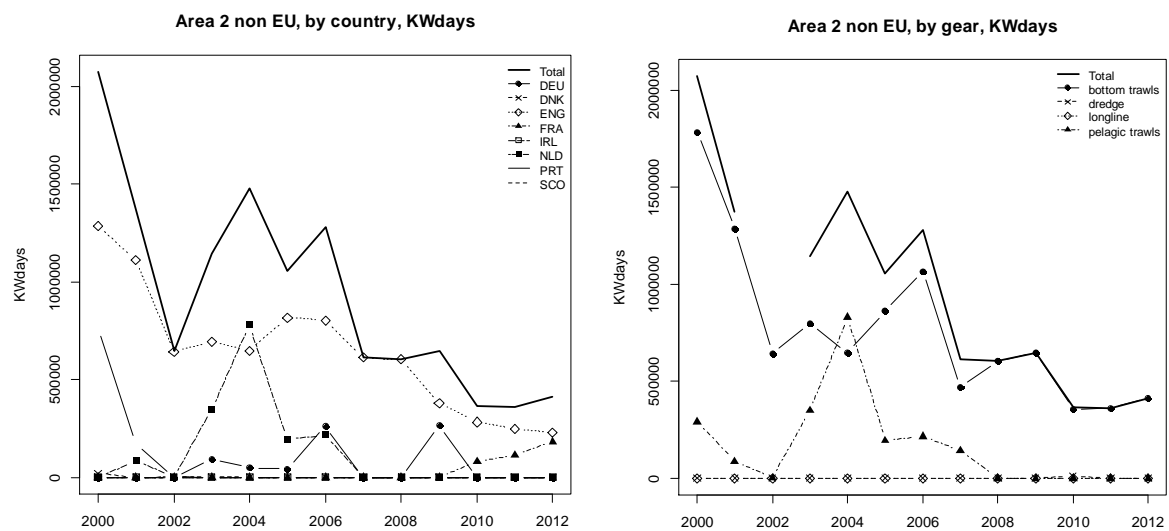 Area 2 non EU, by country, KWdays
KWdays
2000000
1500000
1000000
500000
0
Total
DEU
DNK
ENG
FRA
IRL
NLD
PRT
SCO
2000 2002 2004 2006 2008 2010 2012
Area 2 non EU, by gear, KWdays
KWdays
2000000
1500000
1000000
500000
0
Total
bottom trawls
dredge
longline
pelagic trawls
2000 2002 2004 2006 2008 2010 2012